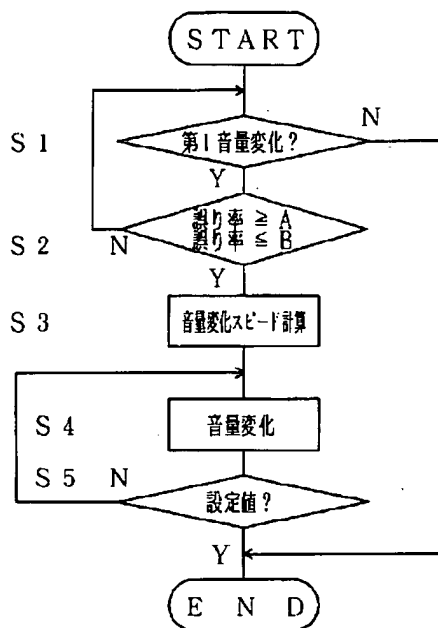 START
S1
第1音量変化?
N
Y
S2
N
誤り率 ≧ A
誤り率 ≦ B
Y
S3
音量変化スピード計算
S4
音量変化
S5
N
設定値?
Y
END